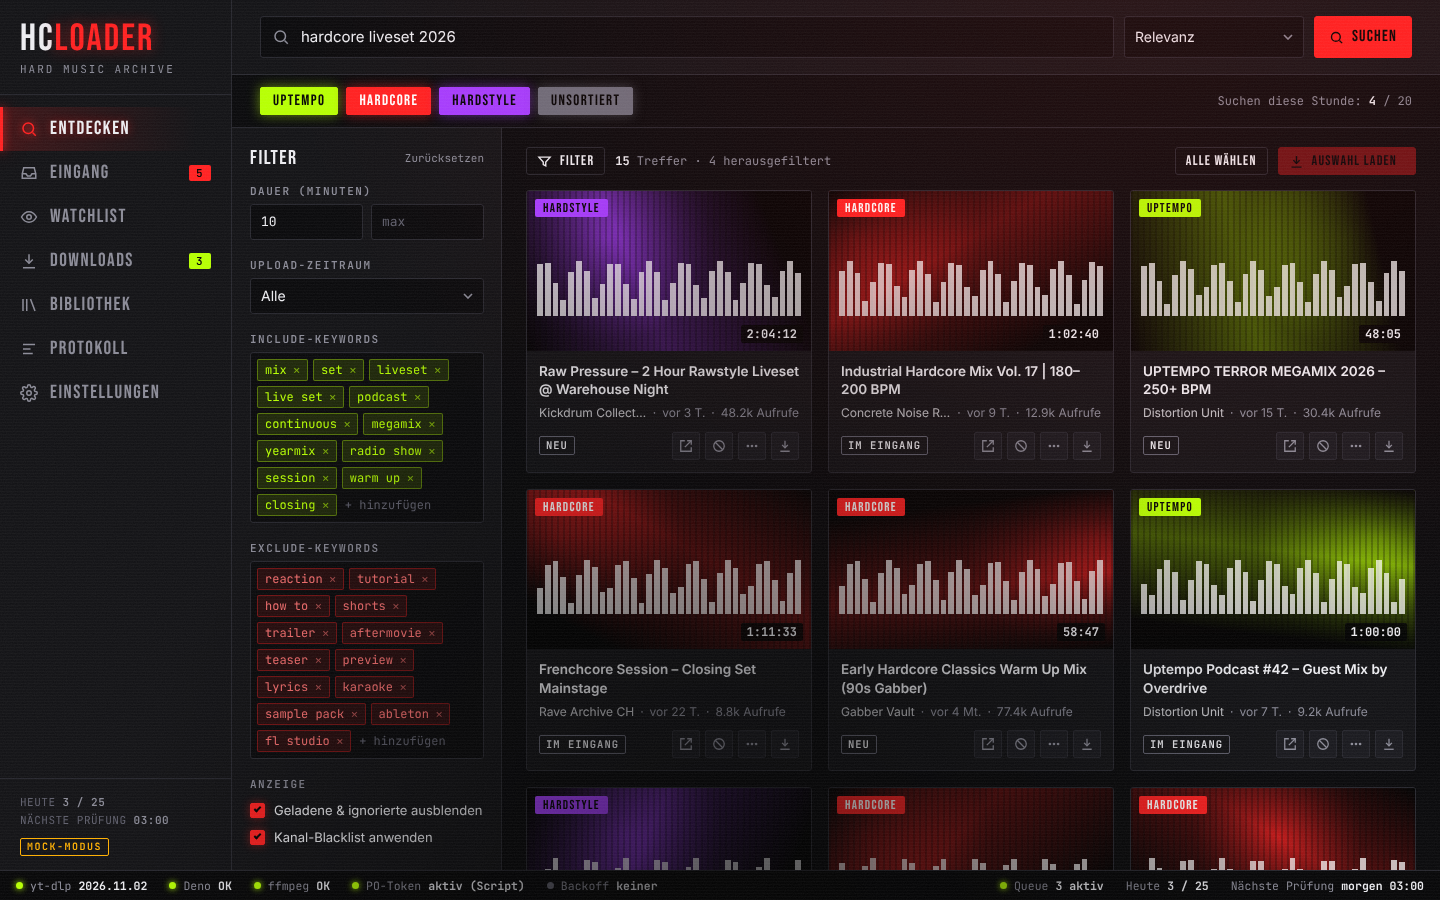 HCLOADER
HARD MUSIC ARCHIVE
ENTDECKEN
EINGANG 5
WATCHLIST
DOWNLOADS 3
BIBLIOTHEK
PROTOKOLL
EINSTELLUNGEN
HEUTE 3 / 25
NÄCHSTE PRÜFUNG 03:00
MOCK-MODUS
hardcore liveset 2026
Relevanz
SUCHEN
UPTEMPO HARDCORE HARDSTYLE UNSORTIERT
Suchen diese Stunde: 4 / 20
FILTER Zurücksetzen
DAUER (MINUTEN)
10 max
UPLOAD-ZEITRAUM
Alle
INCLUDE-KEYWORDS
mix × set × liveset ×
live set × podcast ×
continuous × megamix ×
yearmix × radio show ×
session × warm up ×
closing × + hinzufügen
EXCLUDE-KEYWORDS
reaction × tutorial ×
how to × shorts ×
trailer × aftermovie ×
teaser × preview ×
lyrics × karaoke ×
sample pack × ableton ×
fl studio × + hinzufügen
ANZEIGE
Geladene & ignorierte ausblenden
Kanal-Blacklist anwenden
FILTER 15 Treffer · 4 herausgefiltert
ALLE WÄHLEN AUSWAHL LADEN
HARDSTYLE
2:04:12
Raw Pressure – 2 Hour Rawstyle Liveset
@ Warehouse Night
Kickdrum Collect... · vor 3 T. · 48.2k Aufrufe
NEU
HARDCORE
1:02:40
Industrial Hardcore Mix Vol. 17 | 180–
200 BPM
Concrete Noise R... · vor 9 T. · 12.9k Aufrufe
IM EINGANG
UPTEMPO
48:05
UPTEMPO TERROR MEGAMIX 2026 –
250+ BPM
Distortion Unit · vor 15 T. · 30.4k Aufrufe
NEU
HARDCORE
1:11:33
Frenchcore Session – Closing Set
Mainstage
Rave Archive CH · vor 22 T. · 8.8k Aufrufe
IM EINGANG
HARDCORE
58:47
Early Hardcore Classics Warm Up Mix
(90s Gabber)
Gabber Vault · vor 4 Mt. · 77.4k Aufrufe
NEU
UPTEMPO
1:00:00
Uptempo Podcast #42 – Guest Mix by
Overdrive
Distortion Unit · vor 7 T. · 9.2k Aufrufe
IM EINGANG
HARDSTYLE
HARDCORE
HARDCORE
yt-dlp 2026.11.02 Deno OK ffmpeg OK PO-Token aktiv (Script) Backoff keiner
Queue 3 aktiv Heute 3 / 25 Nächste Prüfung morgen 03:00